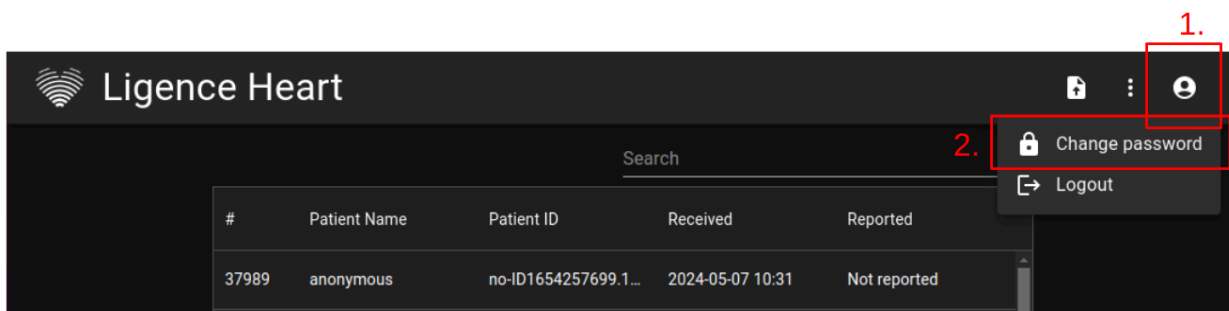 1.
Ligence Heart
2.
Change password
Search
Logout
# Patient Name Patient ID Received Reported
37989 anonymous no-ID1654257699.1... 2024-05-07 10:31 Not reported